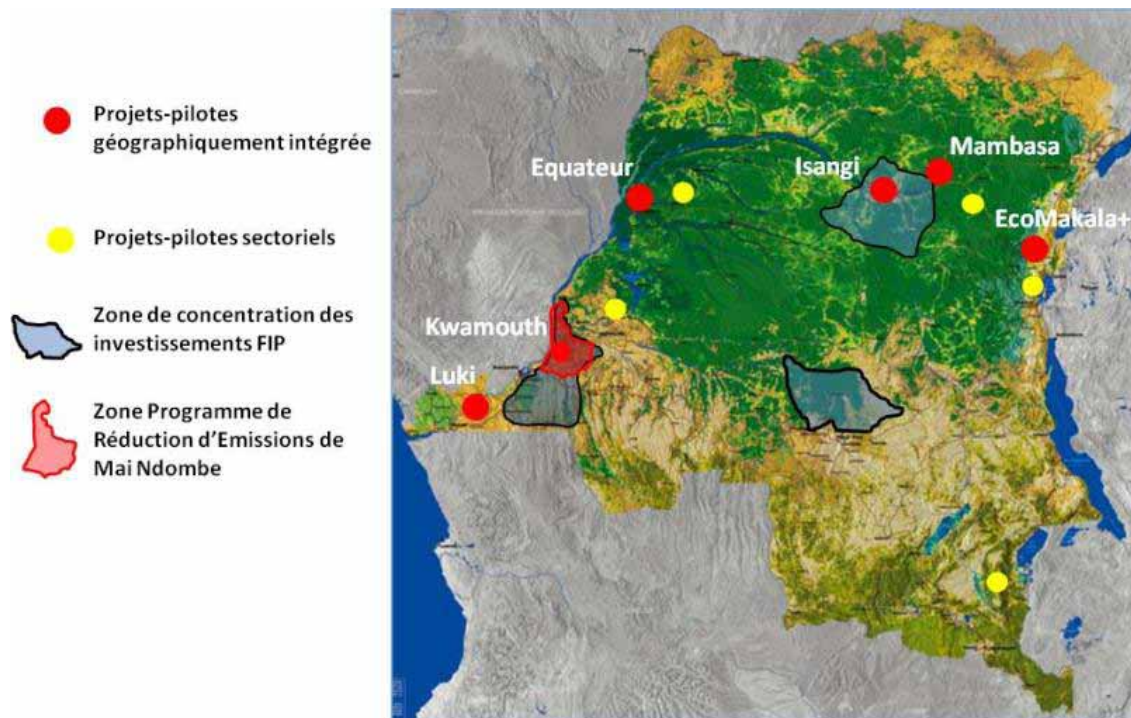 Projets-pilotes
géographiquement intégrée
Projets-pilotes sectoriels
Zone de concentration des
investissements FIP
Zone Programme de
Réduction d'Emissions de
Mai Ndombe
Equateur
Isangi
Mambasa
EcoMakala+
Kwamouth
Luki